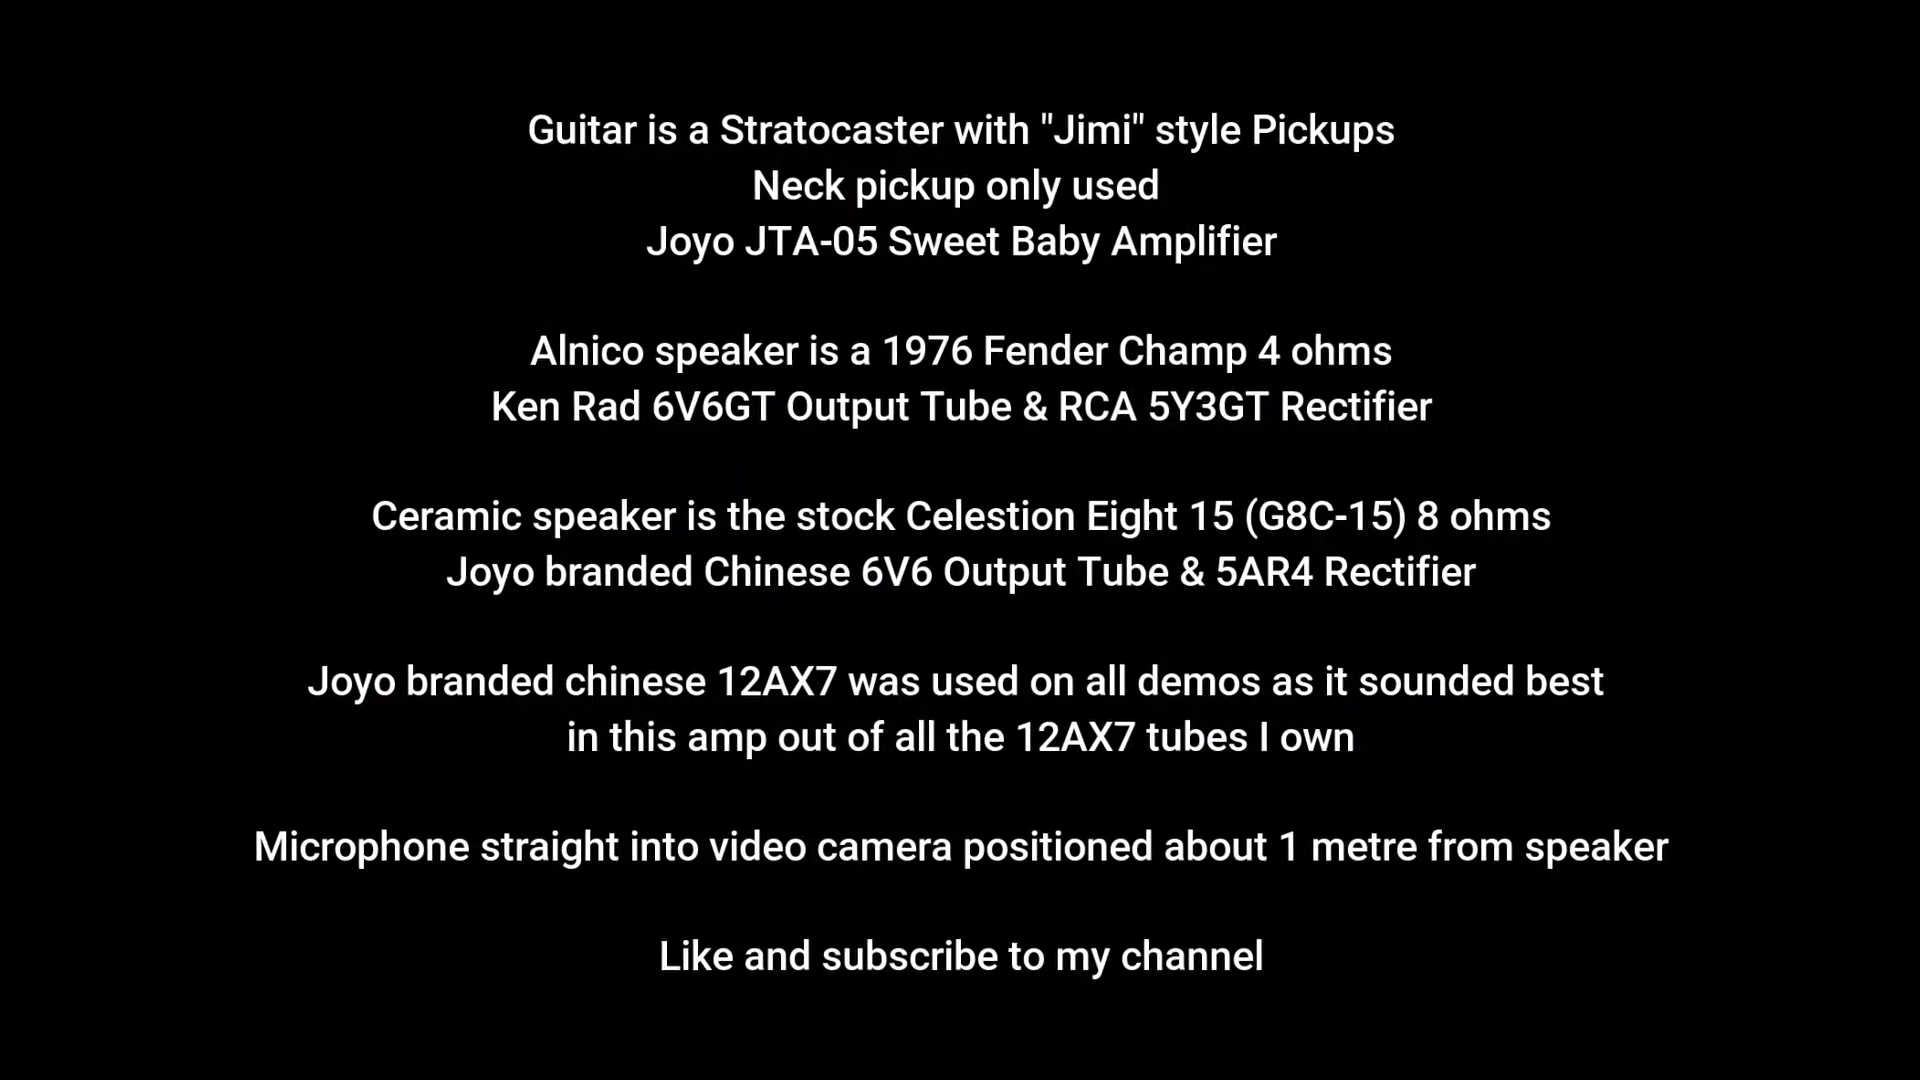 Guitar is a Stratocaster with "Jimi" style Pickups
Neck pickup only used
Joyo JTA-05 Sweet Baby Amplifier
Alnico speaker is a 1976 Fender Champ 4 ohms
Ken Rad 6V6GT Output Tube & RCA 5Y3GT Rectifier
Ceramic speaker is the stock Celestion Eight 15 (G8C-15) 8 ohms
Joyo branded Chinese 6V6 Output Tube & 5AR4 Rectifier
Joyo branded chinese 12AX7 was used on all demos as it sounded best
in this amp out of all the 12AX7 tubes I own
Microphone straight into video camera positioned about 1 metre from speaker
Like and subscribe to my channel